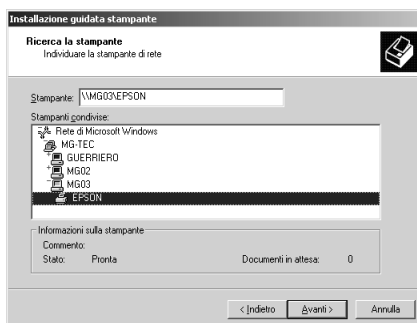 Installazione guidata stampante
Ricerca la stampante
Individuare la stampante di rete
Stampante: \\MG03\EPSON
Stampanti condivise:
Rete di Microsoft Windows
MG-TEC
GUERRIERO
MG02
MG03
EPSON
Informazioni sulla stampante
Commento:
Stato: Pronta Documenti in attesa: 0
< Indietro Avanti > Annulla